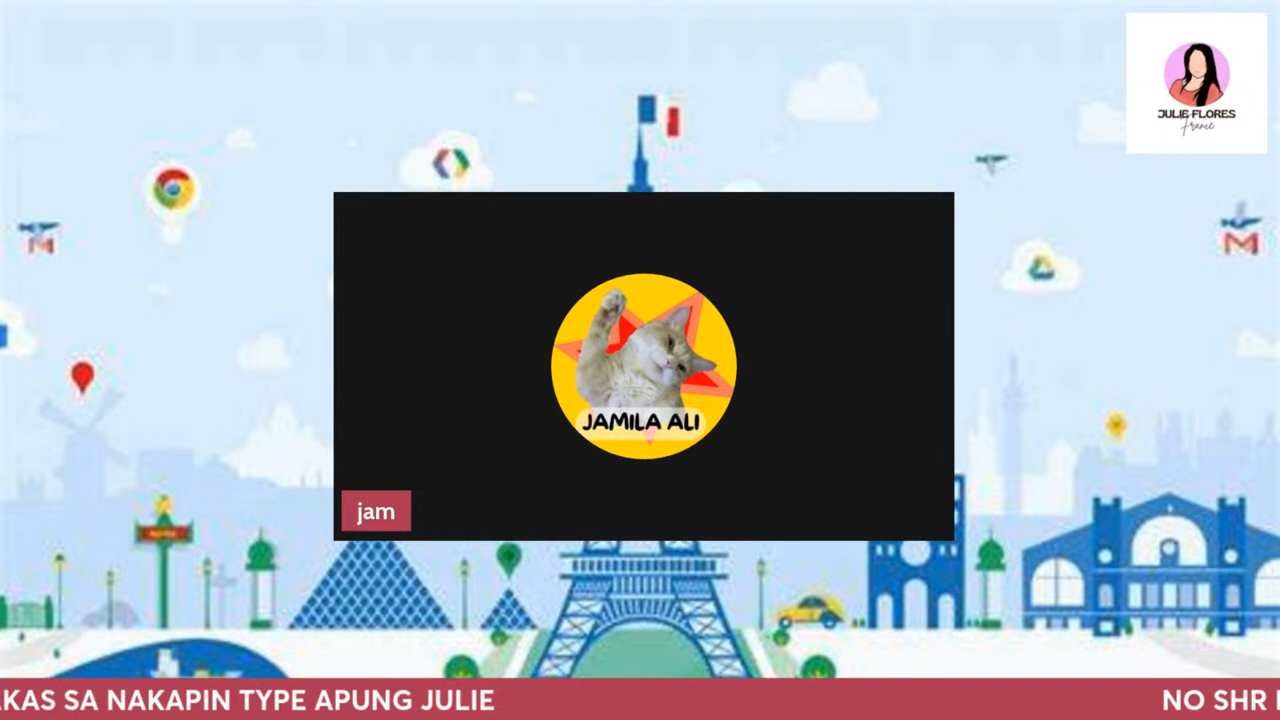 JULIE FLORES
France
JAMILA ALI
jam
AKAS SA NAKAPIN TYPE APUNG JULIE
NO SHR